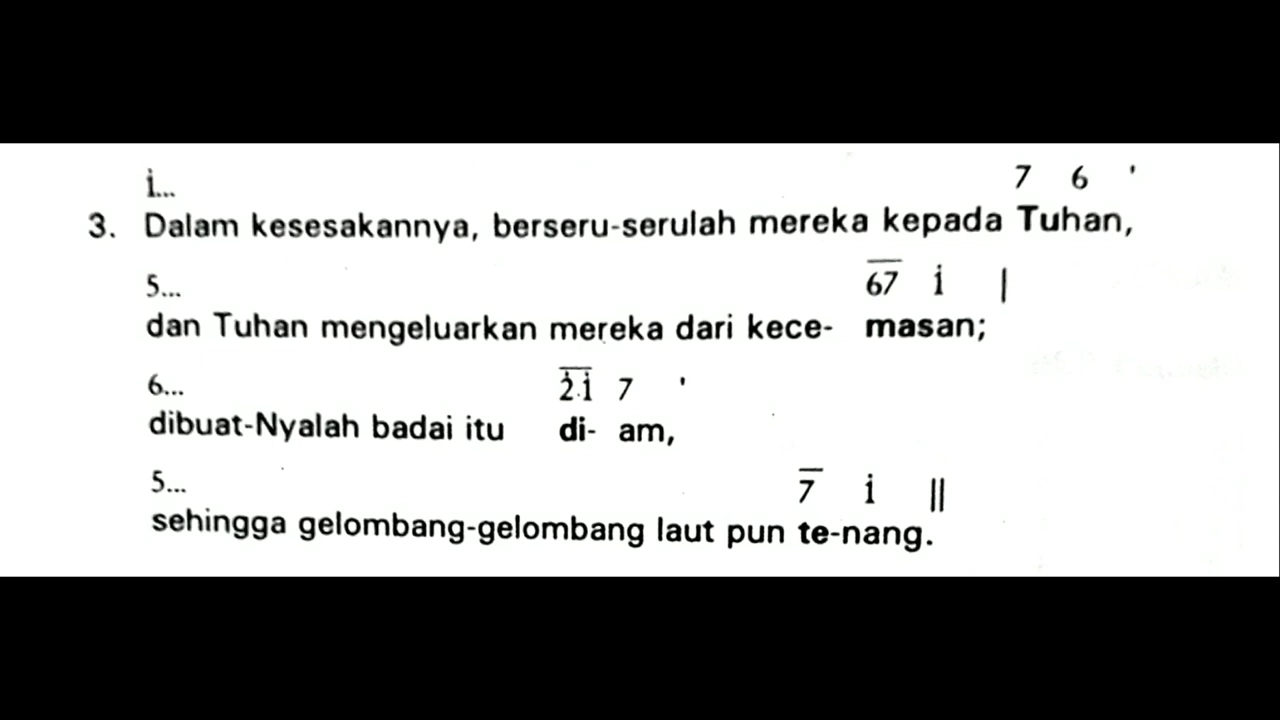 i... 7 6 '
3. Dalam kesesakannya, berseru-serulah mereka kepada Tuhan,
5... 67 i |
dan Tuhan mengeluarkan mereka dari kece- masan;
6... 2 i 7 '
dibuat-Nyalah badai itu di- am,
5... 7 i ||
sehingga gelombang-gelombang laut pun te-nang.